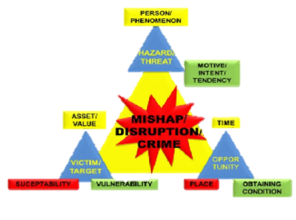 PERSON/
PHENOMENON
HAZARD/
THREAT
MOTIVE/
INTENT/
TENDENCY
ASSET/
VALUE
MISHAP/
DISRUPTION/
CRIME
TIME
VICTIM/
TARGET
OPPOR
TUNITY
SUCEPTABILITY
VULNERABILITY
PLACE
OBTAINING
CONDITION